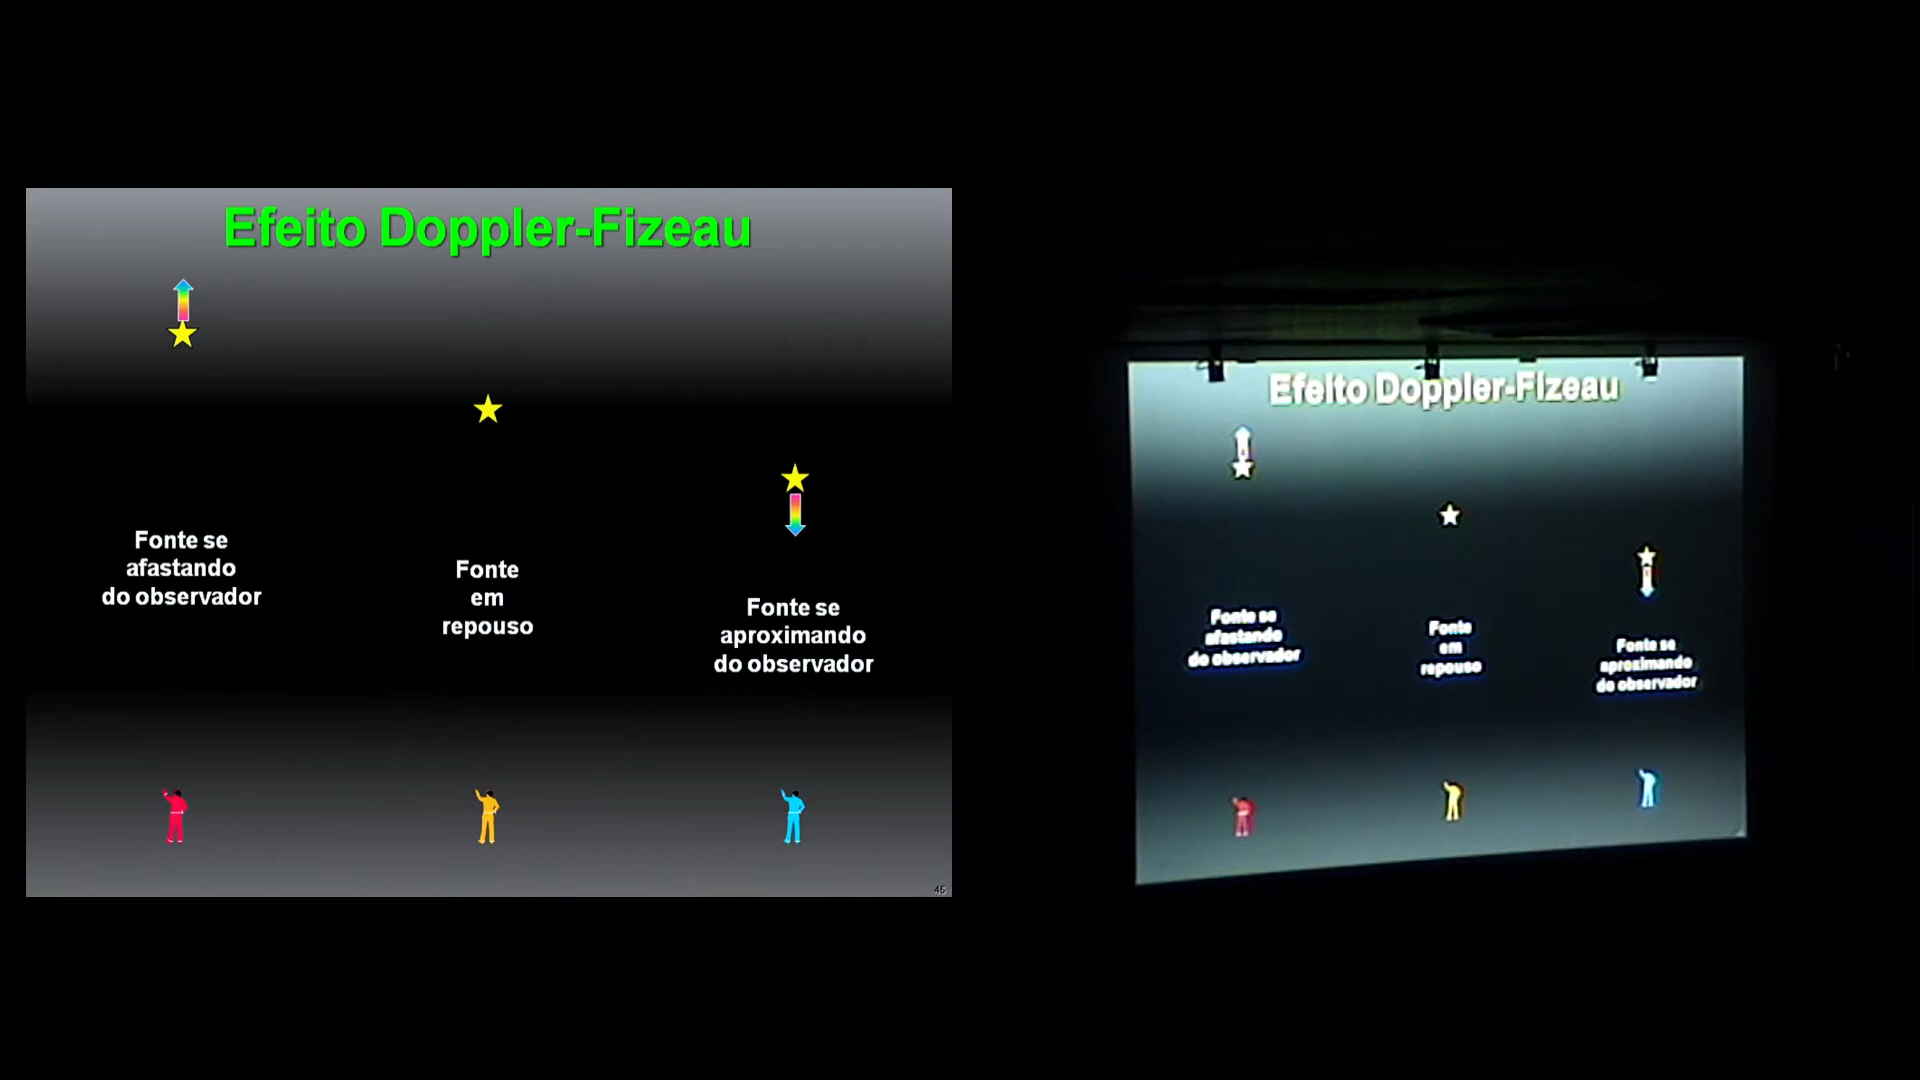 Efeito Doppler-Fizeau
Fonte se
afastando
do observador
Fonte
em
repouso
Fonte se
aproximando
do observador
45
Efeito Doppler-Fizeau
Fonte se
afastando
do observador
Fonte
em
repouso
Fonte se
aproximando
do observador